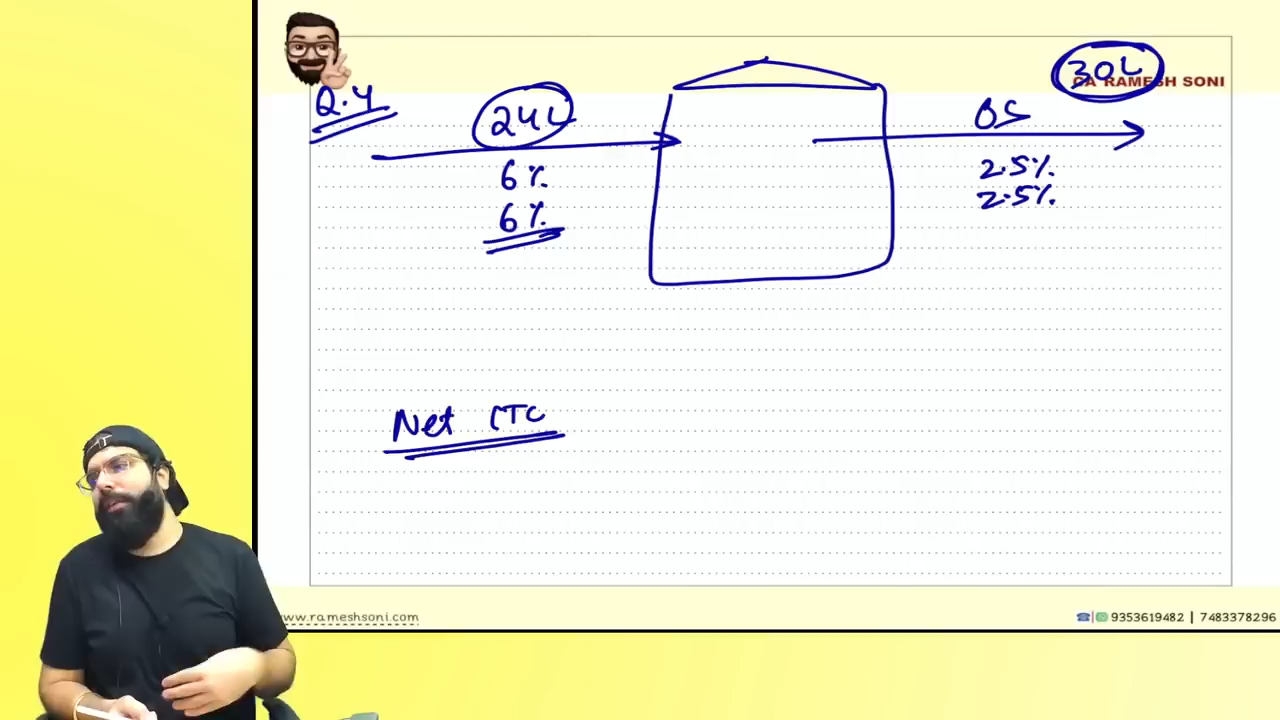 30L
CA RAMESH SONI
Q.4
24L
OS
6%
6%
2.5%
2.5%
Net ITC
www.rameshsoni.com
9353619482 | 7483378296